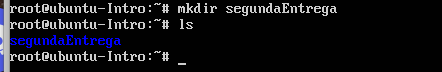 root@ubuntu-Intro:~# mkdir segundaEntrega
root@ubuntu-Intro:~# ls
segundaEntrega
root@ubuntu-Intro:~# _